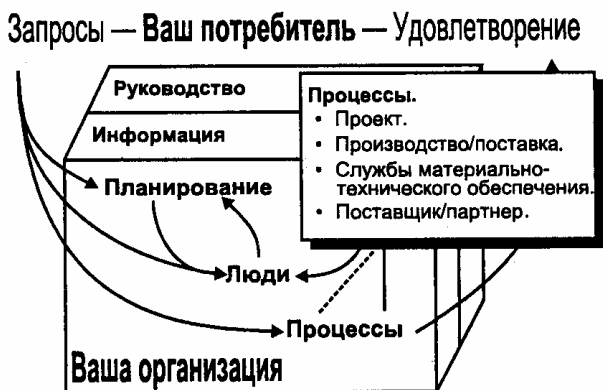 Запросы — Ваш потребитель — Удовлетворение
Руководство
Информация
Планирование
Люди
Процессы
Ваша организация
Процессы.
• Проект.
• Производство/поставка.
• Службы материально-
технического обеспечения.
• Поставщик/партнер.